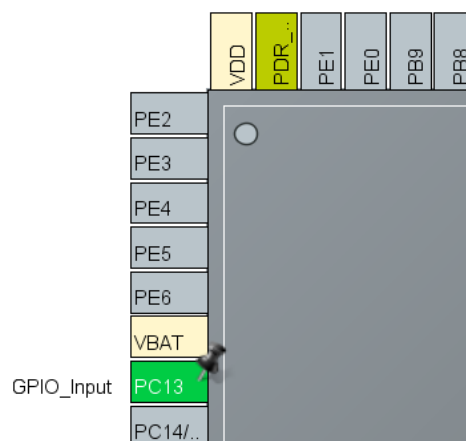 VDD
PDR_..
PE1
PE0
PB9
PB8
PE2
PE3
PE4
PE5
PE6
VBAT
GPIO_Input PC13
PC14/..